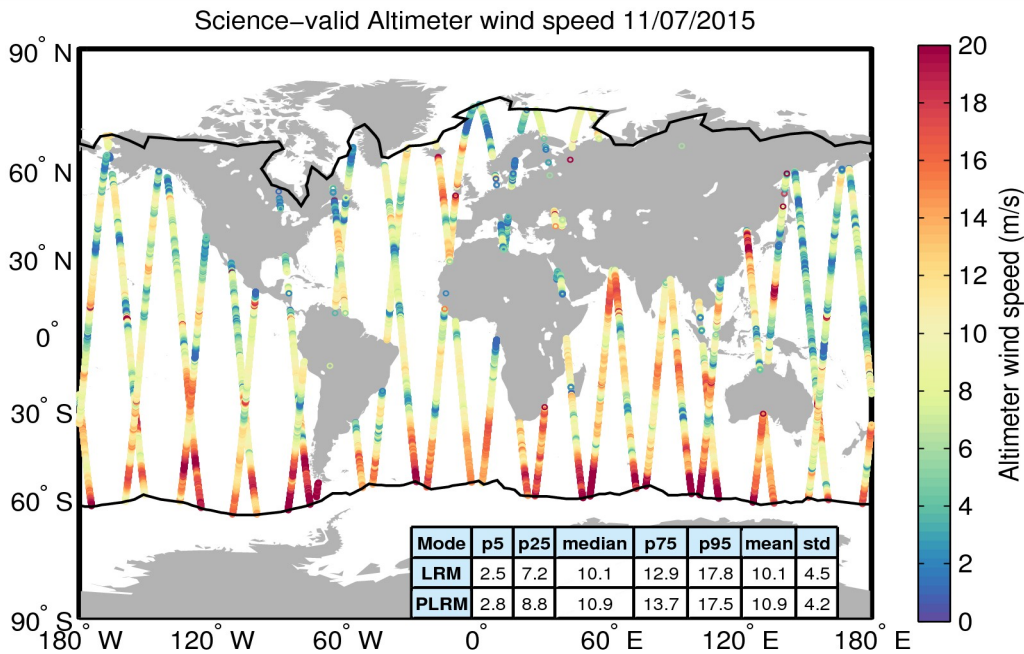 Science−valid Altimeter wind speed 11/07/2015
90° N
60° N
30° N
0°
30° S
60° S
90° S
180° W
120° W
60° W
0°
60° E
120° E
180° E
Mode p5 p25 median p75 p95 mean std
LRM 2.5 7.2 10.1 12.9 17.8 10.1 4.5
PLRM 2.8 8.8 10.9 13.7 17.5 10.9 4.2
20
18
16
14
12
10
8
6
4
2
0
Altimeter wind speed (m/s)